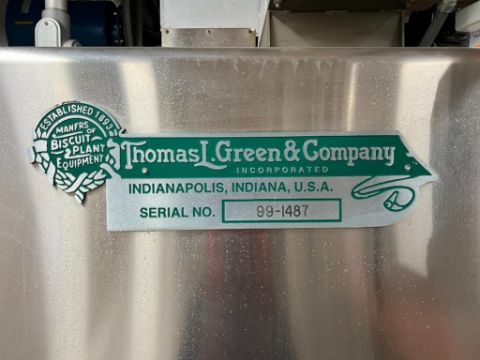 ESTABLISHED 1893
MANFRS OF
BISCUIT
PLANT
EQUIPMENT
Thomas L. Green & Company
INCORPORATED
INDIANAPOLIS, INDIANA, U.S.A.
SERIAL NO. 99-1487